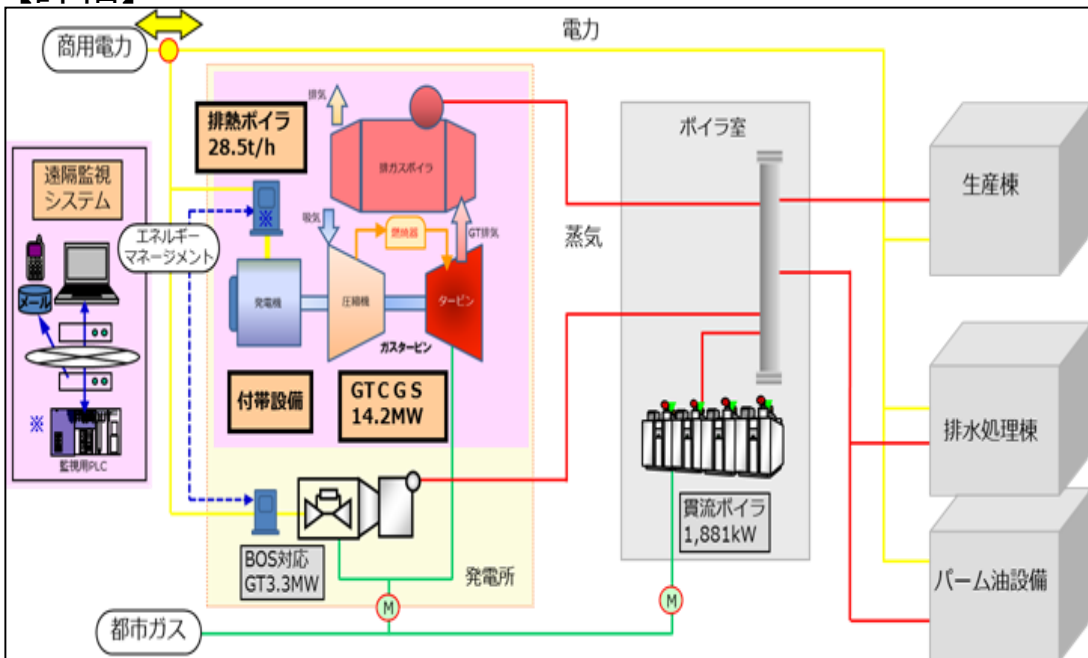 商用電力
電力
排気
排熱ボイラ
28.5t/h
排ガスボイラ
ボイラ室
生産棟
遠隔監視
システム
※
吸気
燃焼器
GT排気
蒸気
エネルギー
マネージメント
メール
発電機
圧縮機
タービン
ガスタービン
付帯設備
GTCGS
14.2MW
※
監視用PLC
排水処理棟
貫流ボイラ
1,881kW
BOS対応
GT3.3MW
発電所
パーム油設備
M
M
都市ガス